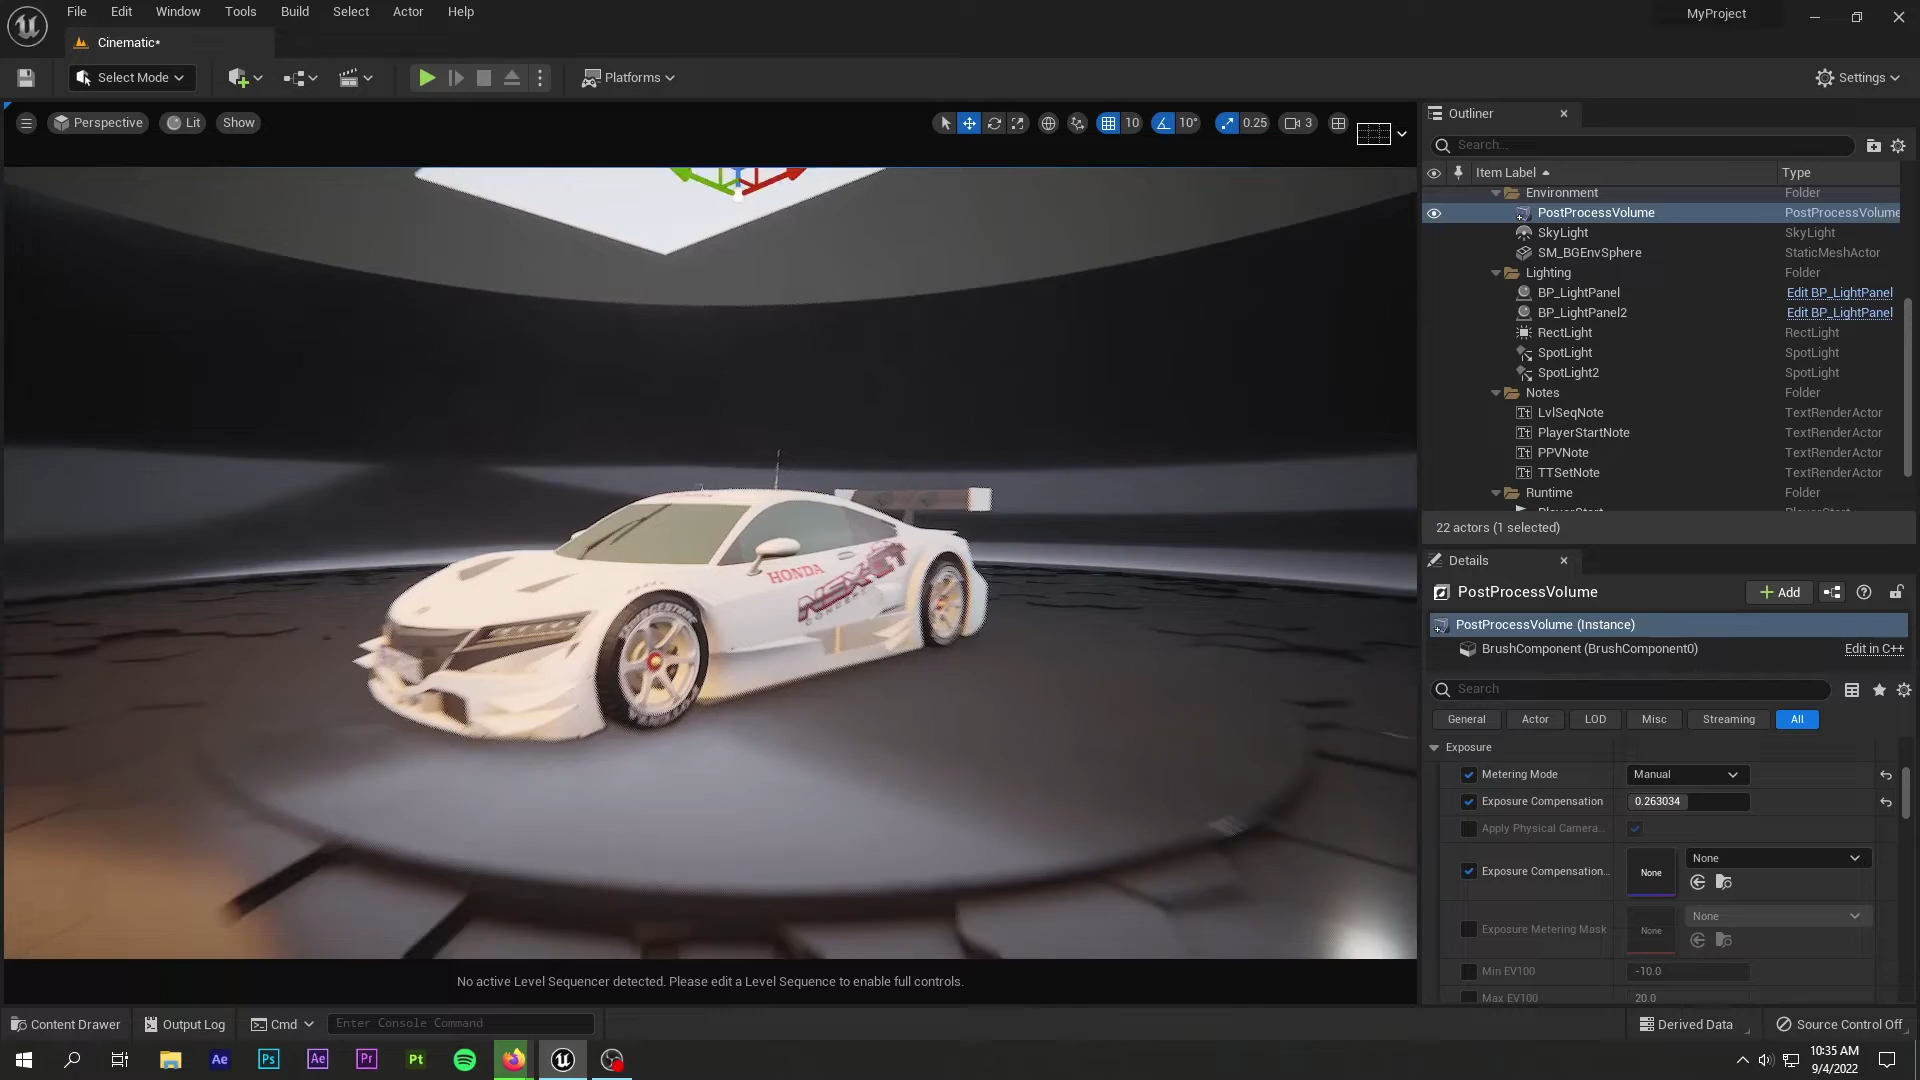 File Edit Window Tools Build Select Actor Help
MyProject
Cinematic*
Select Mode
Platforms
Settings
Perspective Lit Show
10 10° 0.25 3
HONDA
Outliner
Search...
Item Label Type
Environment Folder
PostProcessVolume PostProcessVolume
SkyLight SkyLight
SM_BGEnvSphere StaticMeshActor
Lighting Folder
BP_LightPanel Edit BP_LightPanel
BP_LightPanel2 Edit BP_LightPanel
RectLight RectLight
SpotLight SpotLight
SpotLight2 SpotLight
Notes Folder
LvlSeqNote TextRenderActor
PlayerStartNote TextRenderActor
PPVNote TextRenderActor
TTSetNote TextRenderActor
Runtime Folder
PlayerStart PlayerStart
22 actors (1 selected)
Details
PostProcessVolume
Add
PostProcessVolume (Instance)
BrushComponent (BrushComponent0) Edit in C++
Search
General Actor LOD Misc Streaming All
Exposure
Metering Mode Manual
Exposure Compensation 0.263034
Apply Physical Camera..
Exposure Compensation... None None
Exposure Metering Mask None None
Min EV100 -10.0
Max EV100 20.0
No active Level Sequencer detected. Please edit a Level Sequence to enable full controls.
Content Drawer Output Log Cmd Enter Console Command
Derived Data Source Control Off
Ae Ps Ae Pr Pt
10:35 AM
9/4/2022